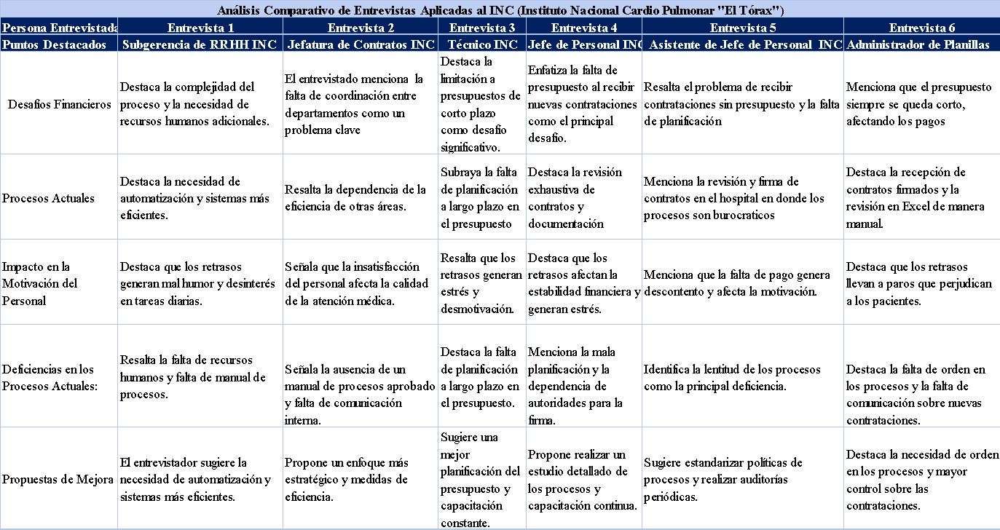 Análisis Comparativo de Entrevistas Aplicadas al INC (Instituto Nacional Cardio Pulmonar "El Tórax")
Persona Entrevistada
Entrevista 1
Entrevista 2
Entrevista 3
Entrevista 4
Entrevista 5
Entrevista 6
Puntos Destacados
Subgerencia de RRHH INC
Jefatura de Contratos INC
Técnico INC
Jefe de Personal INC
Asistente de Jefe de Personal INC
Administrador de Planillas
Desafíos Financieros
Destaca la complejidad del
proceso y la necesidad de
recursos humanos adicionales.
El entrevistado menciona la
falta de coordinación entre
departamentos como un
problema clave
Destaca la
limitación a
presupuestos de
corto plazo
como desafío
significativo.
Enfatiza la falta de
presupuesto al recibir
nuevas contrataciones
como el principal
desafío.
Resalta el problema de recibir
contrataciones sin presupuesto y la falta
de planificación
Menciona que el presupuesto
siempre se queda corto,
afectando los pagos
Procesos Actuales
Destaca la necesidad de
automatización y sistemas más
eficientes.
Resalta la dependencia de la
eficiencia de otras áreas.
Subraya la falta
de planificación
a largo plazo en
el presupuesto
Destaca la revisión
exhaustiva de
contratos y
documentación
Menciona la revisión y firma de
contratos en el hospital en donde los
procesos son burocraticos
Destaca la recepción de
contratos firmados y la
revisión en Excel de manera
manual.
Impacto en la
Motivación del
Personal
Destaca que los retrasos
generan mal humor y desinterés
en tareas diarias.
Señala que la insatisfacción
del personal afecta la calidad
de la atención médica.
Resalta que los
retrasos generan
estrés y
desmotivación.
Destaca que los
retrasos afectan la
estabilidad financiera y
generan estrés.
Menciona que la falta de pago genera
descontento y afecta la motivación.
Destaca que los retrasos
llevan a paros que perjudican
a los pacientes.
Deficiencias en los
Procesos Actuales:
Resalta la falta de recursos
humanos y falta de manual de
procesos.
Señala la ausencia de un
manual de procesos aprobado
y falta de comunicación
interna.
Destaca la falta
de planificación
a largo plazo en
el presupuesto.
Menciona la mala
planificación y la
dependencia de
autoridades para la
firma.
Identifica la lentitud de los procesos
como la principal deficiencia.
Destaca la falta de orden en
los procesos y la falta de
comunicación sobre nuevas
contrataciones.
Propuestas de Mejora
El entrevistador sugiere la
necesidad de automatización y
sistemas más eficientes.
Propone un enfoque más
estratégico y medidas de
eficiencia.
Sugiere una
mejor
planificación del
presupuesto y
capacitación
constante.
Propone realizar un
estudio detallado de
los procesos y
capacitación continua.
Sugiere estandarizar políticas de
procesos y realizar auditorías
periódicas.
Destaca la necesidad de orden
en los procesos y mayor
control sobre las
contrataciones.